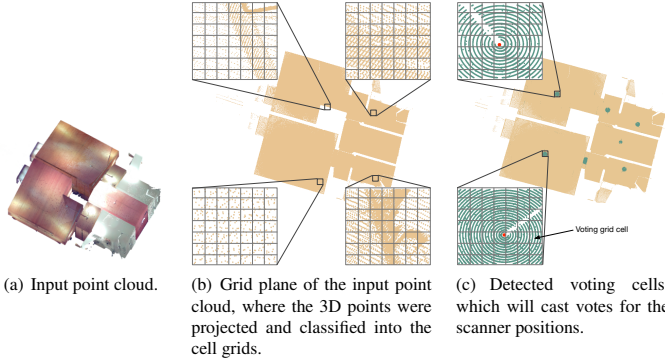 Voting grid cell
(a) Input point cloud.
(b) Grid plane of the input point
cloud, where the 3D points were
projected and classified into the
cell grids.
(c) Detected voting cells
which will cast votes for the
scanner positions.